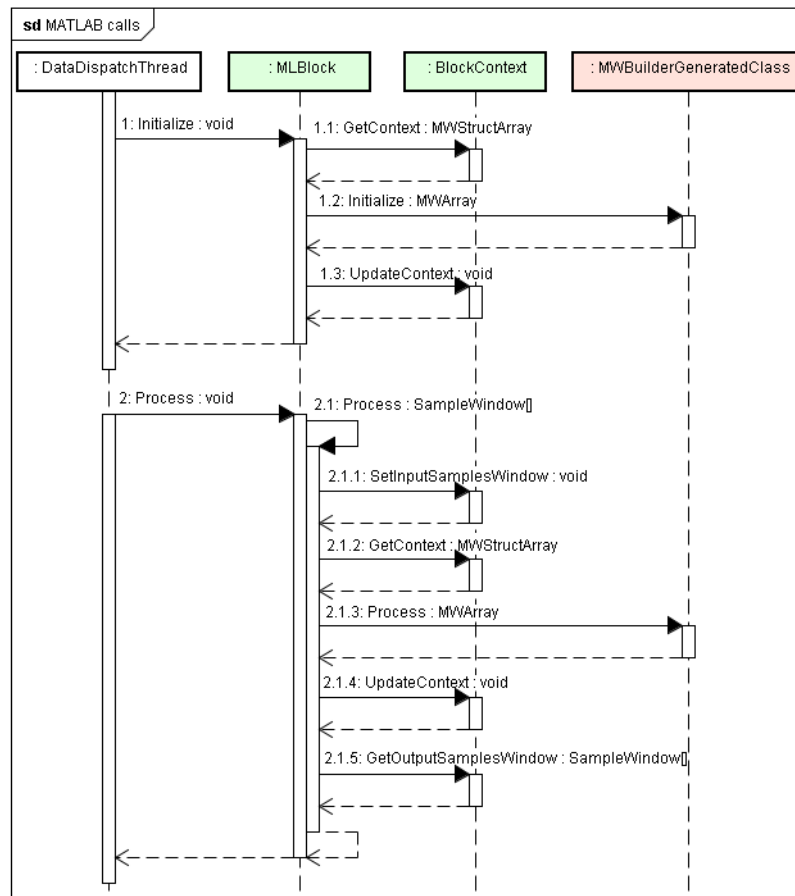 sd MATLAB calls
: DataDispatchThread
: MLBlock
: BlockContext
: MWBuilderGeneratedClass
1: Initialize : void
1.1: GetContext : MWStructArray
1.2: Initialize : MWArray
1.3: UpdateContext : void
2: Process : void
2.1: Process : SampleWindow[]
2.1.1: SetInputSamplesWindow : void
2.1.2: GetContext : MWStructArray
2.1.3: Process : MWArray
2.1.4: UpdateContext : void
2.1.5: GetOutputSamplesWindow : SampleWindow[]